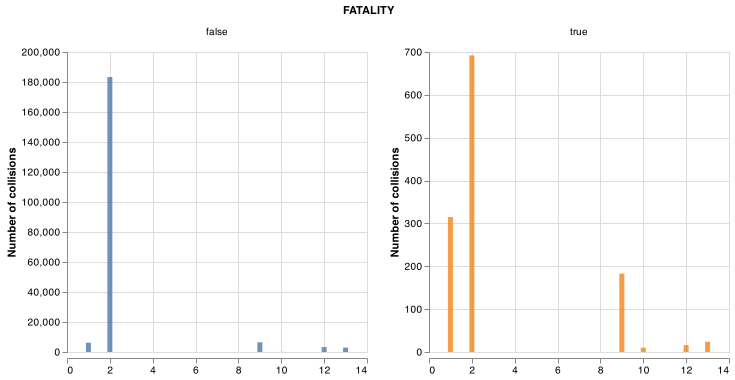 FATALITY
false
true
200,000
180,000
160,000
140,000
120,000
100,000
80,000
60,000
40,000
20,000
0
Number of collisions
0 2 4 6 8 10 12 14
700
600
500
400
300
200
100
0
Number of collisions
0 2 4 6 8 10 12 14